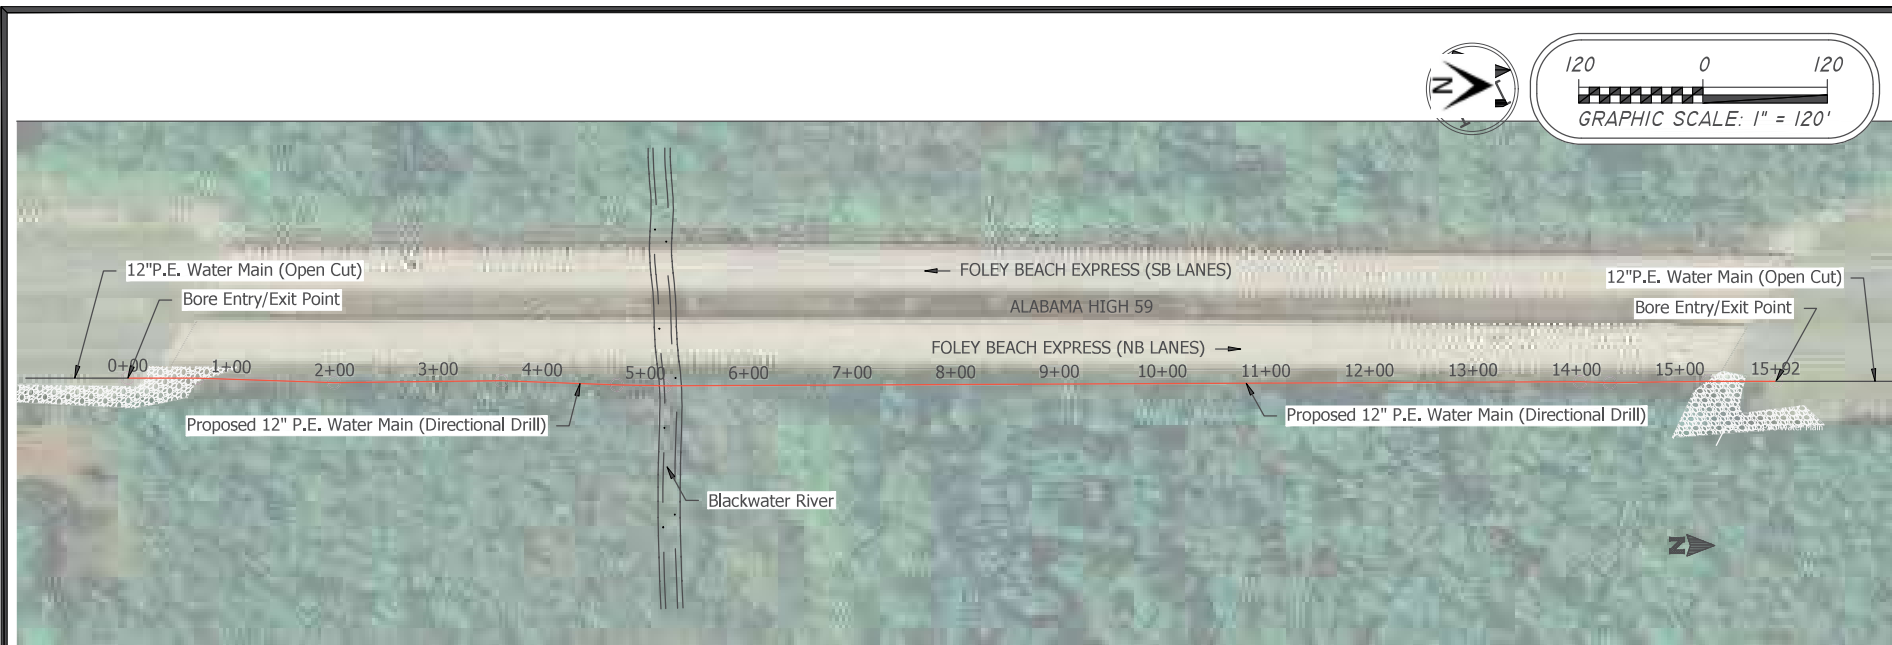 N
120 0 120
GRAPHIC SCALE: 1" = 120'
12"P.E. Water Main (Open Cut)
Bore Entry/Exit Point
FOLEY BEACH EXPRESS (SB LANES)
ALABAMA HIGH 59
FOLEY BEACH EXPRESS (NB LANES)
12"P.E. Water Main (Open Cut)
Bore Entry/Exit Point
0+00 1+00 2+00 3+00 4+00 5+00 6+00 7+00 8+00 9+00 10+00 11+00 12+00 13+00 14+00 15+00 15+92
Proposed 12" P.E. Water Main (Directional Drill)
Proposed 12" P.E. Water Main (Directional Drill)
Water Main
Blackwater River
N